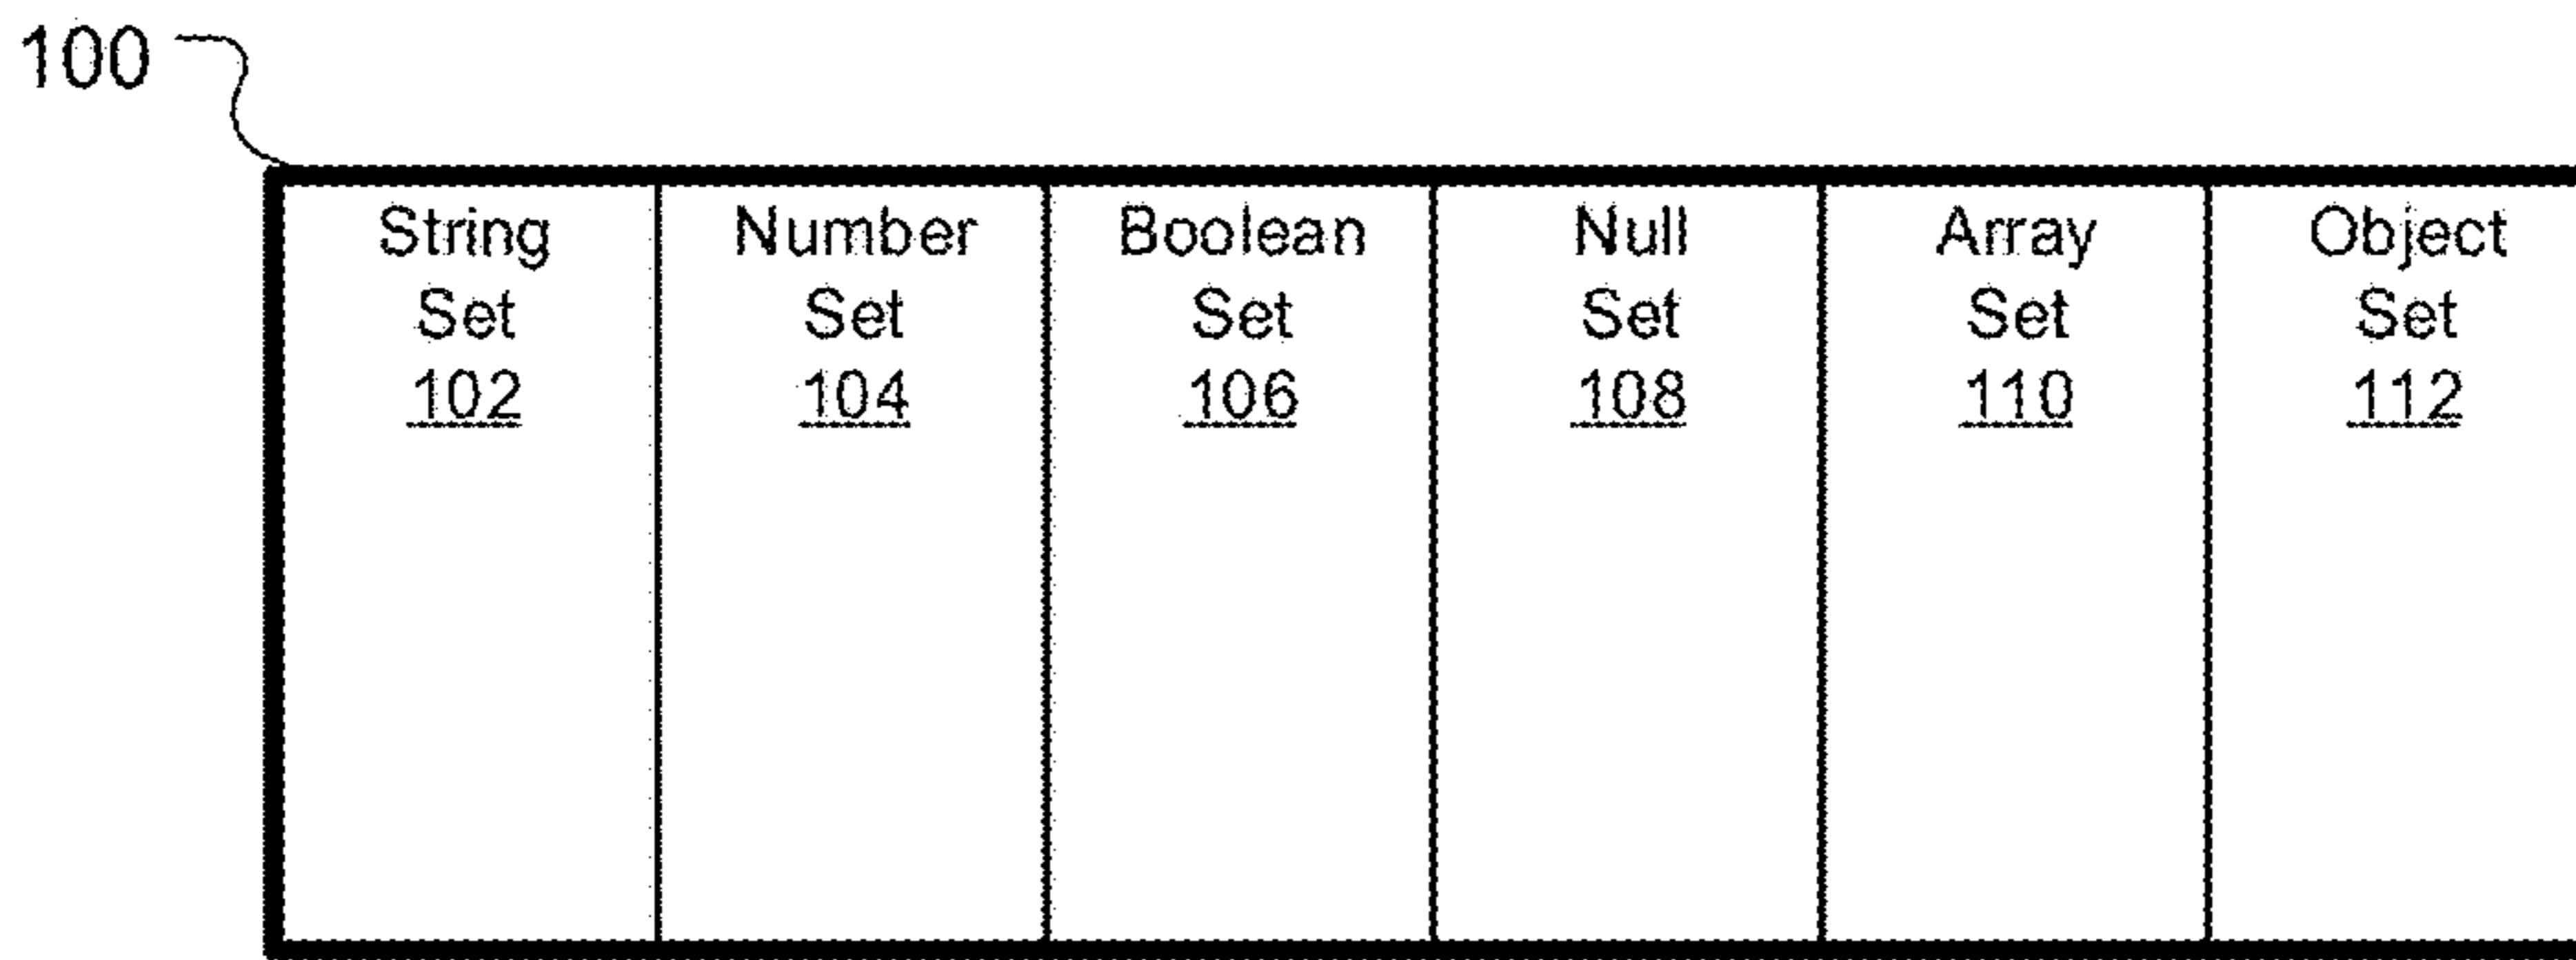 100
String
Set
102
Number
Set
104
Boolean
Set
106
Null
Set
108
Array
Set
110
Object
Set
112